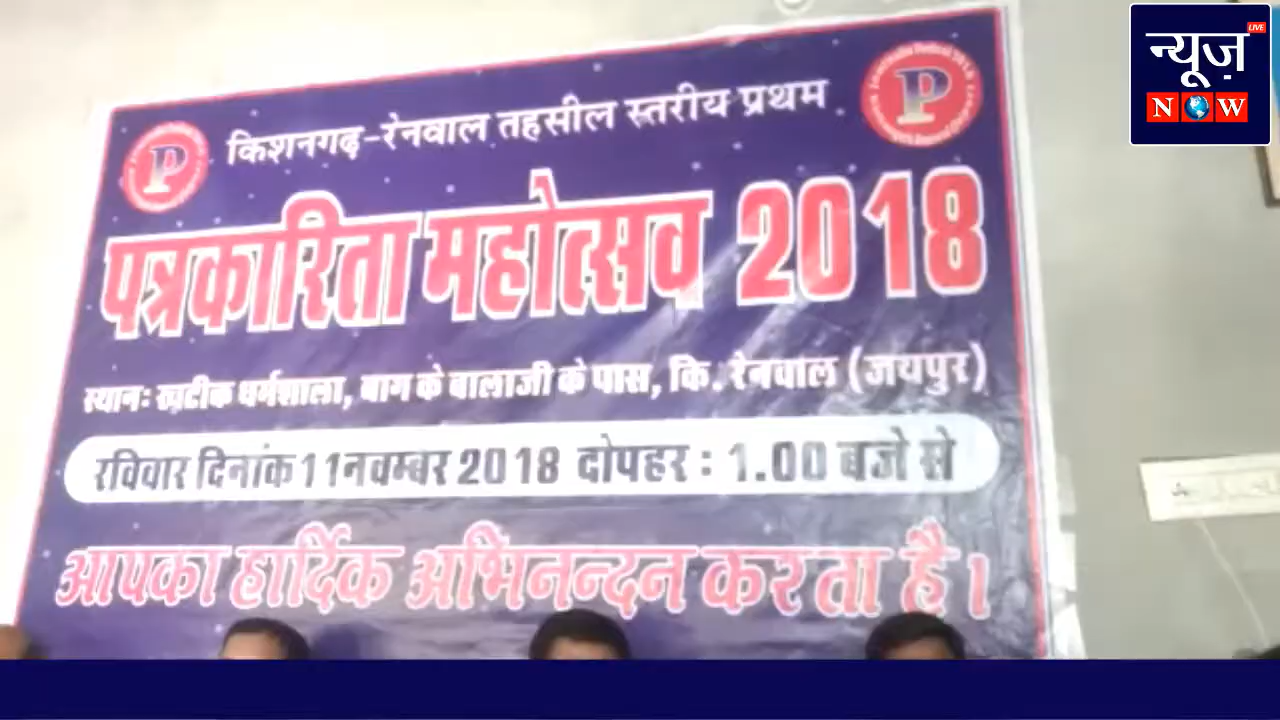 न्यूज़
LIVE
NOW
किशनगढ़-रेनवाल तहसील स्तरीय प्रथम
P
P
पत्रकारिता महोत्सव 2018
स्थानः खटीक धर्मशाला, बाग के बालाजी के पास, कि. रेनवाल (जयपुर)
रविवार दिनांक 11 नवम्बर 2018 दोपहर : 1.00 बजे से
आपका हार्दिक अभिनन्दन करता है।